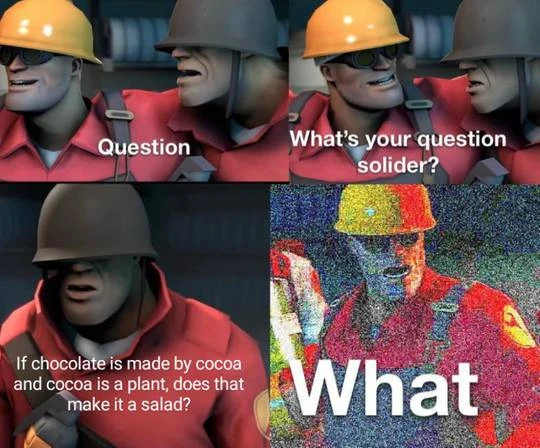 Question
What's your question
solider?
If chocolate is made by cocoa
and cocoa is a plant, does that
make it a salad?
What